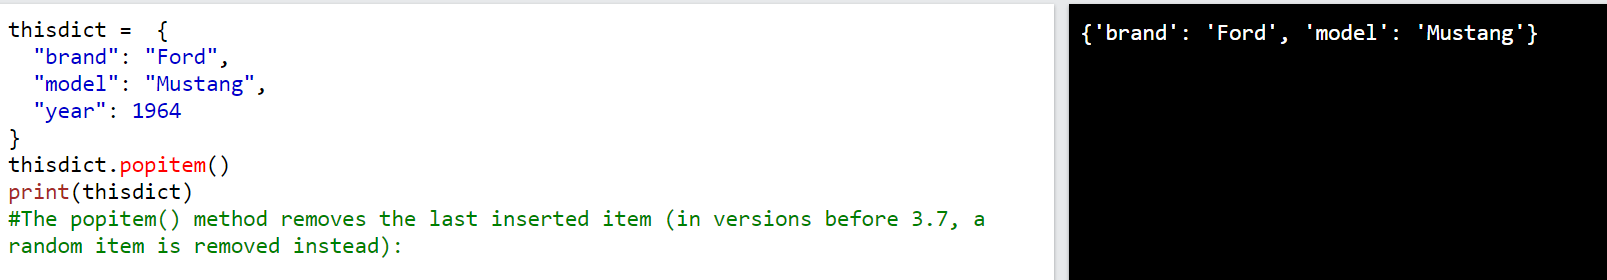 thisdict =  {
  "brand": "Ford",
  "model": "Mustang",
  "year": 1964
}
thisdict.popitem()
print(thisdict)
#The popitem() method removes the last inserted item (in versions before 3.7, a
random item is removed instead):
{'brand': 'Ford', 'model': 'Mustang'}